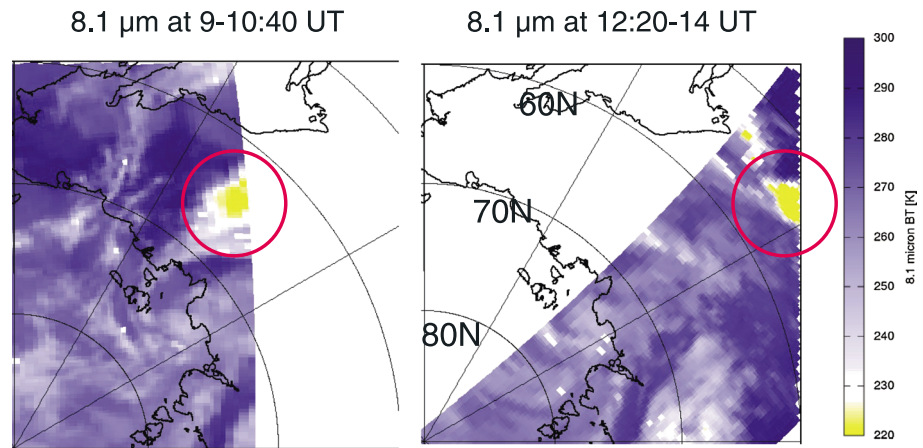 8.1 µm at 9-10:40 UT
8.1 µm at 12:20-14 UT
60N
70N
80N
300
290
280
270
260
250
240
230
220
8.1 micron BT [K]